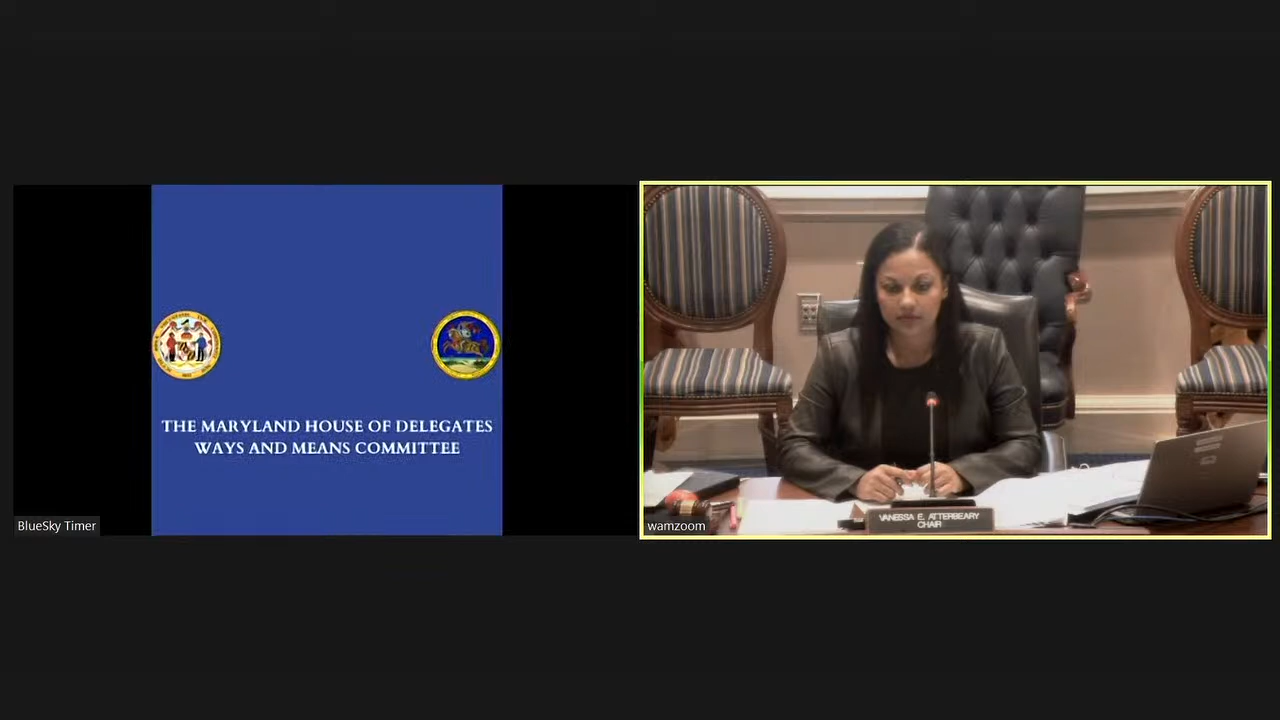 THE MARYLAND HOUSE OF DELEGATES
WAYS AND MEANS COMMITTEE
BlueSky Timer
wamzoom
VANESSA E. ATTERBEARY
CHAIR